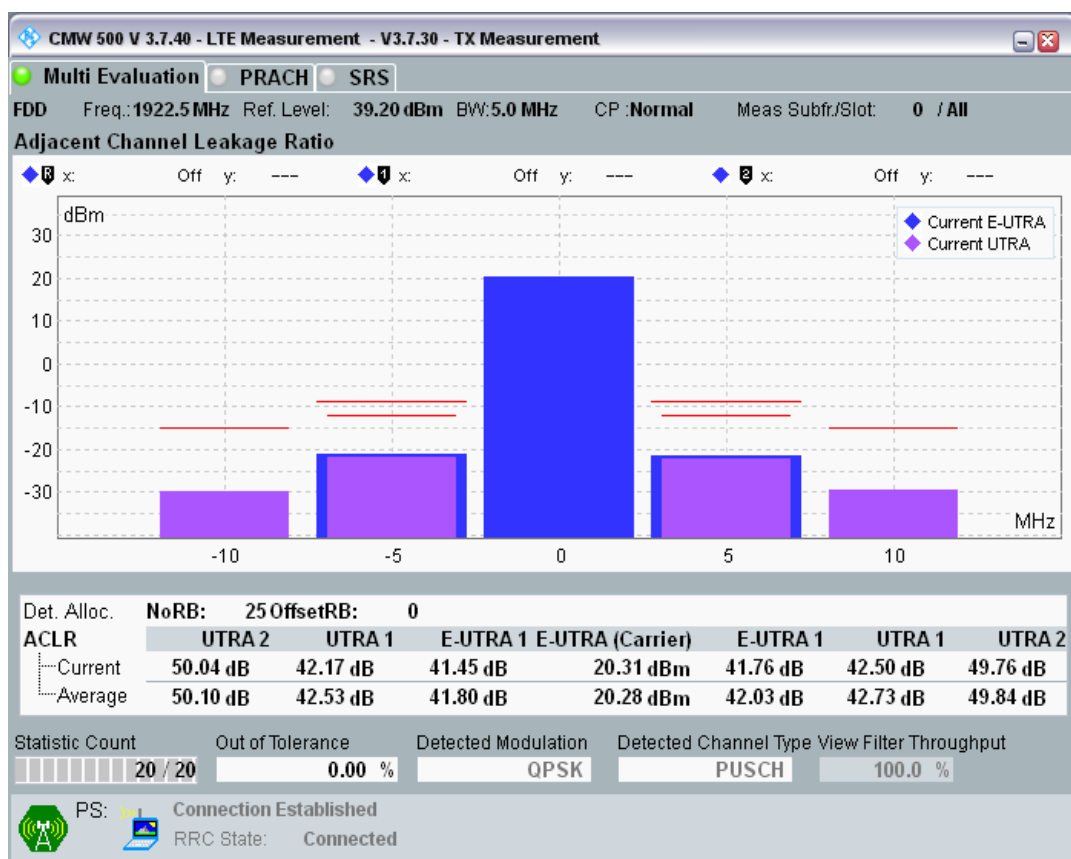 CMW 500 V 3.7.40 - LTE Measurement - V3.7.30 - TX Measurement
Multi Evaluation PRACH SRS
FDD Freq.: 1922.5 MHz Ref. Level: 39.20 dBm BW: 5.0 MHz CP : Normal Meas Subfr./Slot: 0 / All
Adjacent Channel Leakage Ratio
R x: Off y: --- 1 x: Off y: --- 2 x: Off y: ---
dBm
Current E-UTRA
Current UTRA
30
20
10
0
-10
-20
-30
MHz
-10 -5 0 5 10
Det. Alloc. NoRB: 25 OffsetRB: 0
ACLR UTRA 2 UTRA 1 E-UTRA 1 E-UTRA (Carrier) E-UTRA 1 UTRA 1 UTRA 2
Current 50.04 dB 42.17 dB 41.45 dB 20.31 dBm 41.76 dB 42.50 dB 49.76 dB
Average 50.10 dB 42.53 dB 41.80 dB 20.28 dBm 42.03 dB 42.73 dB 49.84 dB
Statistic Count Out of Tolerance Detected Modulation Detected Channel Type View Filter Throughput
20 / 20 0.00 % QPSK PUSCH 100.0 %
PS: Connection Established
RRC State: Connected